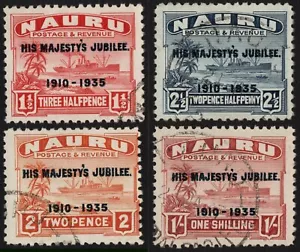 NAURU
POSTAGE & REVENUE
HIS MAJESTY'S JUBILEE.
1910-1935
1½ THREE HALFPENCE 1½
NAURU
POSTAGE & REVENUE
HIS MAJESTY'S JUBILEE.
1910-1935
2½ TWOPENCE HALFPENNY 2½
NAURU
POSTAGE & REVENUE
HIS MAJESTY'S JUBILEE.
1910-1935
2 TWO PENCE 2
NAURU
POSTAGE & REVENUE
HIS MAJESTY'S JUBILEE.
1910-1935
1/- ONE SHILLING 1/-